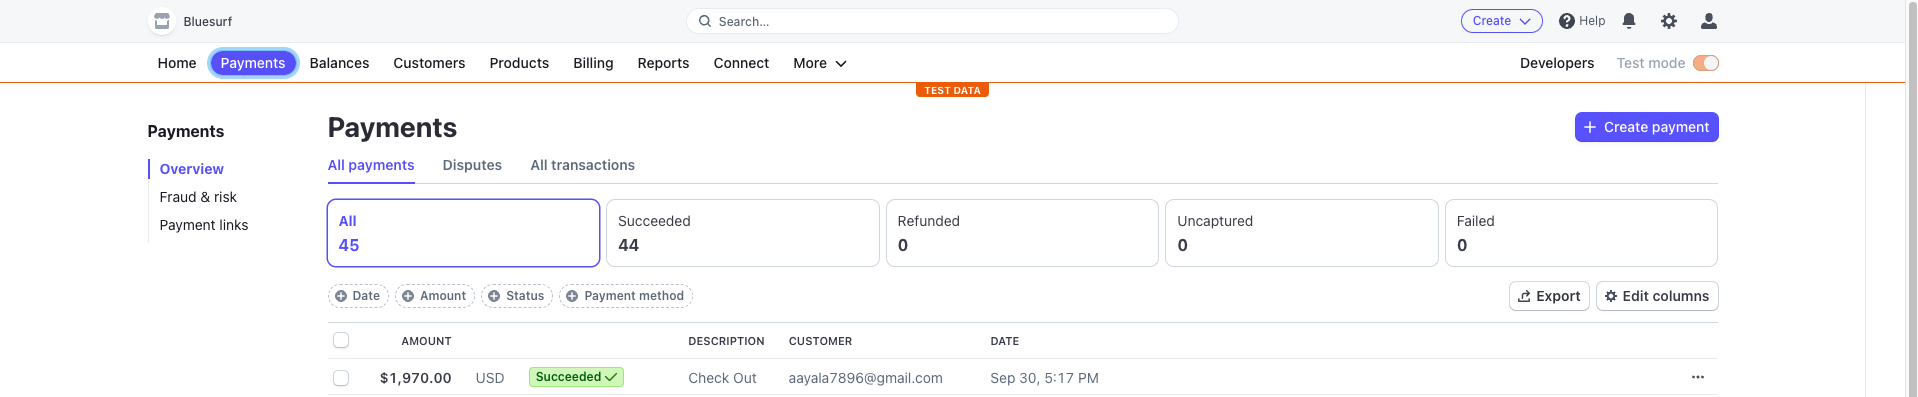 Bluesurf
Search...
Create
Help
Home Payments Balances Customers Products Billing Reports Connect More
Developers Test mode
TEST DATA
Payments
Overview
Fraud & risk
Payment links
Payments
Create payment
All payments Disputes All transactions
All
45
Succeeded
44
Refunded
0
Uncaptured
0
Failed
0
Date Amount Status Payment method
Export Edit columns
AMOUNT DESCRIPTION CUSTOMER DATE
$1,970.00 USD Succeeded Check Out aayala7896@gmail.com Sep 30, 5:17 PM